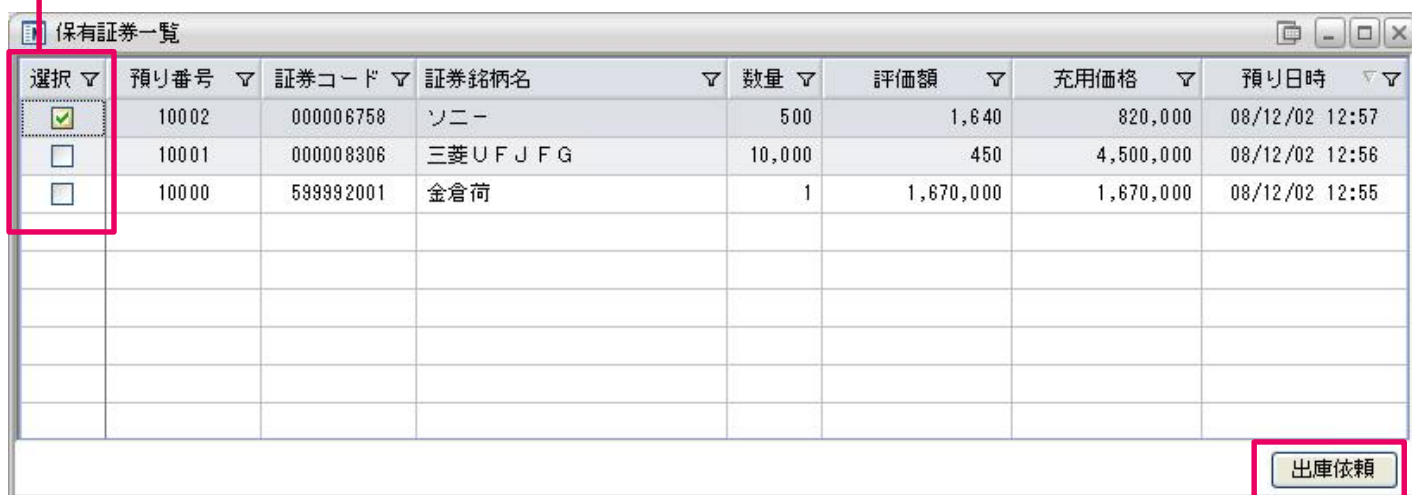 保有証券一覧
選択 預り番号 証券コード 証券銘柄名 数量 評価額 充用価格 預り日時
10002 000006758 ソニー 500 1,640 820,000 08/12/02 12:57
10001 000008306 三菱UFJFG 10,000 450 4,500,000 08/12/02 12:56
10000 599992001 金倉荷 1 1,670,000 1,670,000 08/12/02 12:55
出庫依頼